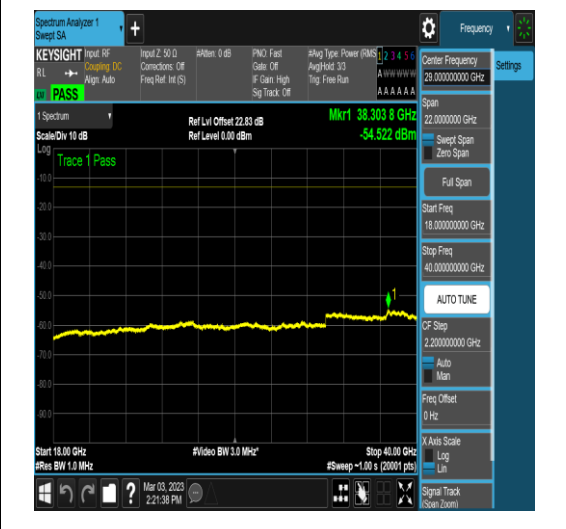 Spectrum Analyzer 1
Swept SA
+
Frequency
KEYSIGHT
RL
Input: RF
Coupling: DC
Align: Auto
Input Z: 50 Ω
Corrections: Off
Freq Ref: Int (S)
#Atten: 0 dB
PNO: Fast
Gate: Off
IF Gain: High
Sig Track: Off
#Avg Type: Power (RMS
Avg|Hold: 3/3
Trig: Free Run
1 2 3 4 5 6
A W W W W W
A A A A A A
PASS
1 Spectrum
Scale/Div 10 dB
Ref Lvl Offset 22.83 dB
Ref Level 0.00 dBm
Mkr1 38.303 8 GHz
-54.522 dBm
Log
Trace 1 Pass
-10.0
-20.0
-30.0
-40.0
-50.0
-60.0
-70.0
-80.0
-90.0
1
Start 18.00 GHz
#Res BW 1.0 MHz
#Video BW 3.0 MHz*
Stop 40.00 GHz
#Sweep ~1.00 s (20001 pts)
Mar 03, 2023
2:21:38 PM
?
Center Frequency
29.000000000 GHz
Settings
Span
22.0000000 GHz
Swept Span
Zero Span
Full Span
Start Freq
18.000000000 GHz
Stop Freq
40.000000000 GHz
AUTO TUNE
CF Step
2.200000000 GHz
Auto
Man
Freq Offset
0 Hz
X Axis Scale
Log
Lin
Signal Track
(Span Zoom)